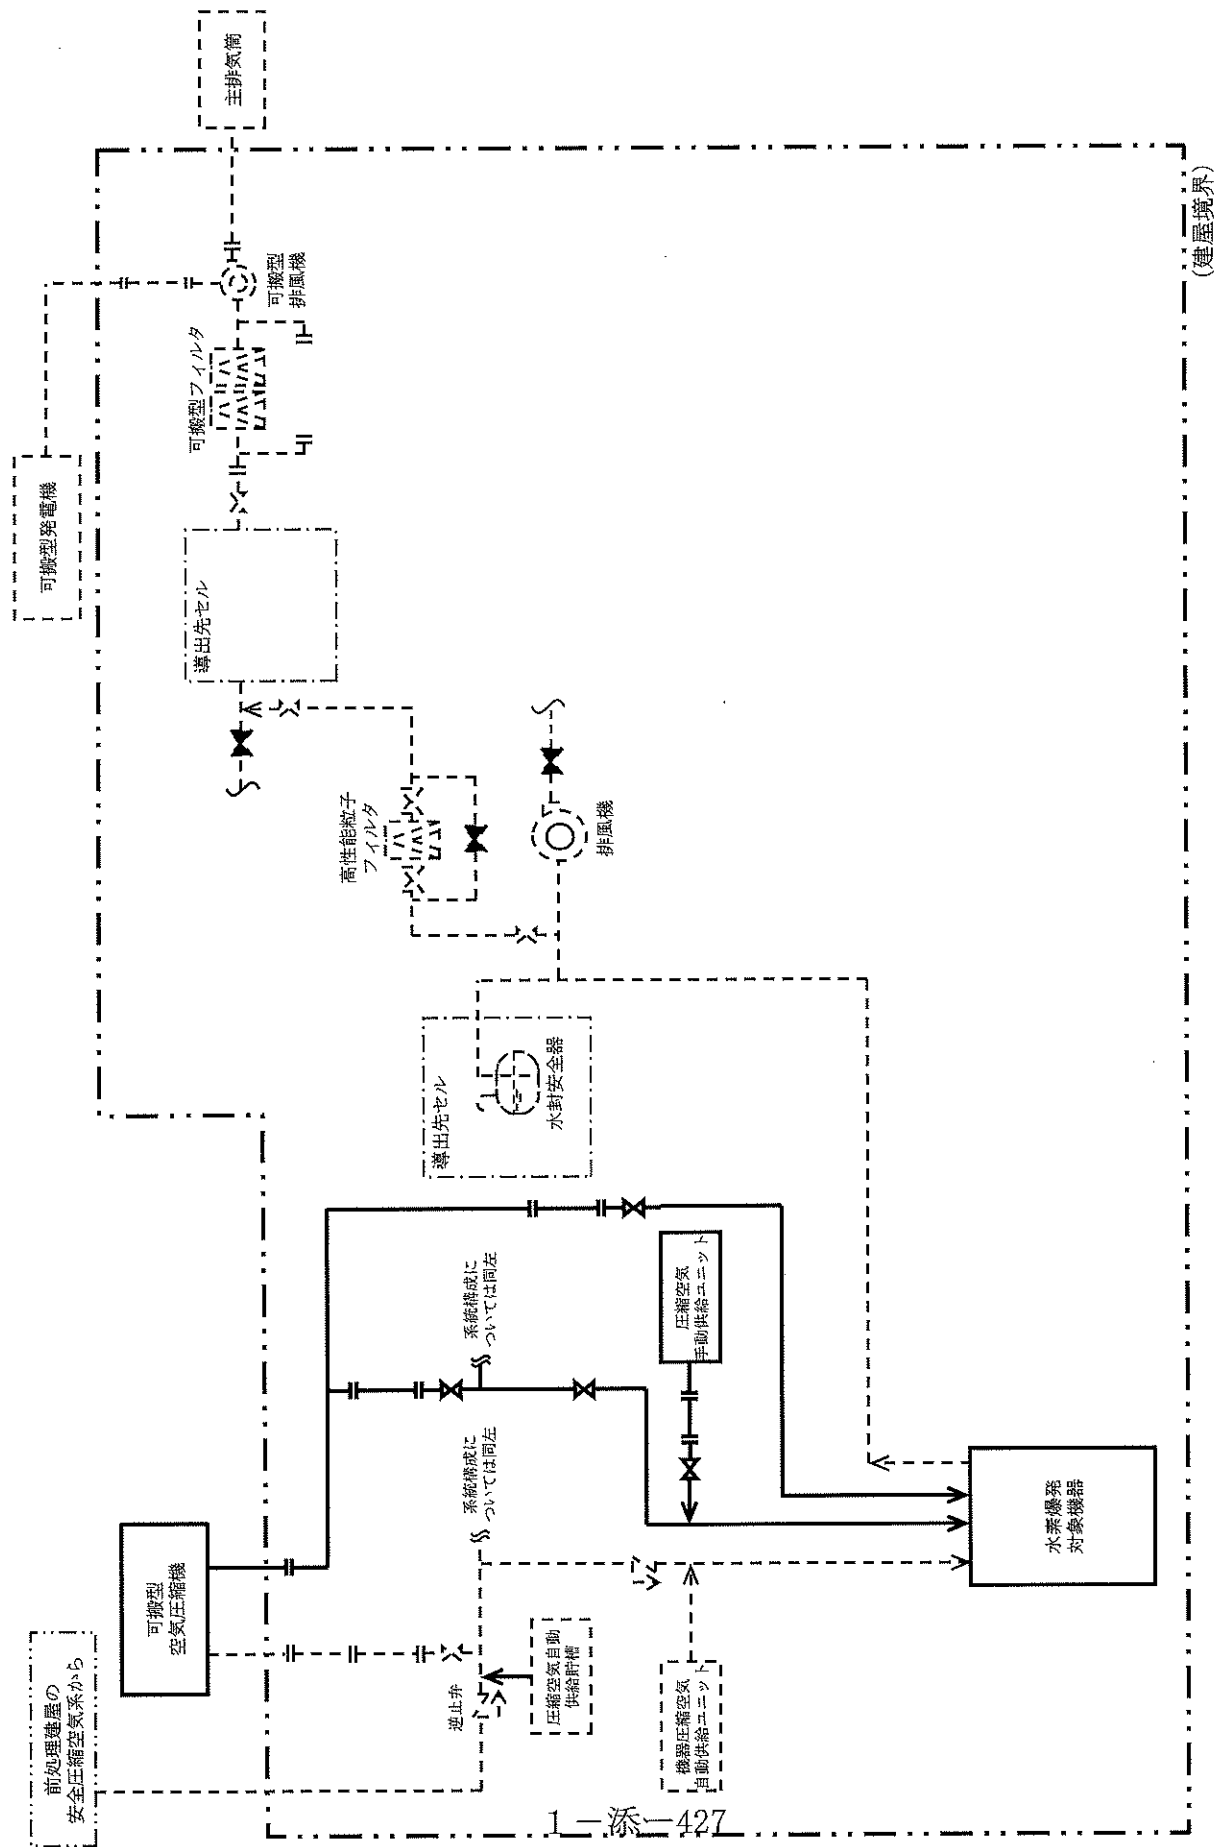 主排気筒
可搬型発電機
可搬型
排風機
可搬型フィルタ
導出先セル
高性能粒子
フィルタ
排風機
導出先セル
水封安全器
(建屋境界)
系統構成に
ついては同左
圧縮空気
手動供給ユニット
系統構成に
ついては同左
可搬型
空気圧縮機
前処理建屋の
安全圧縮空気系から
逆止弁
圧縮空気自動
供給貯槽
機器圧縮空気
自動供給ユニット
水素爆発
対象機器
1-添-427